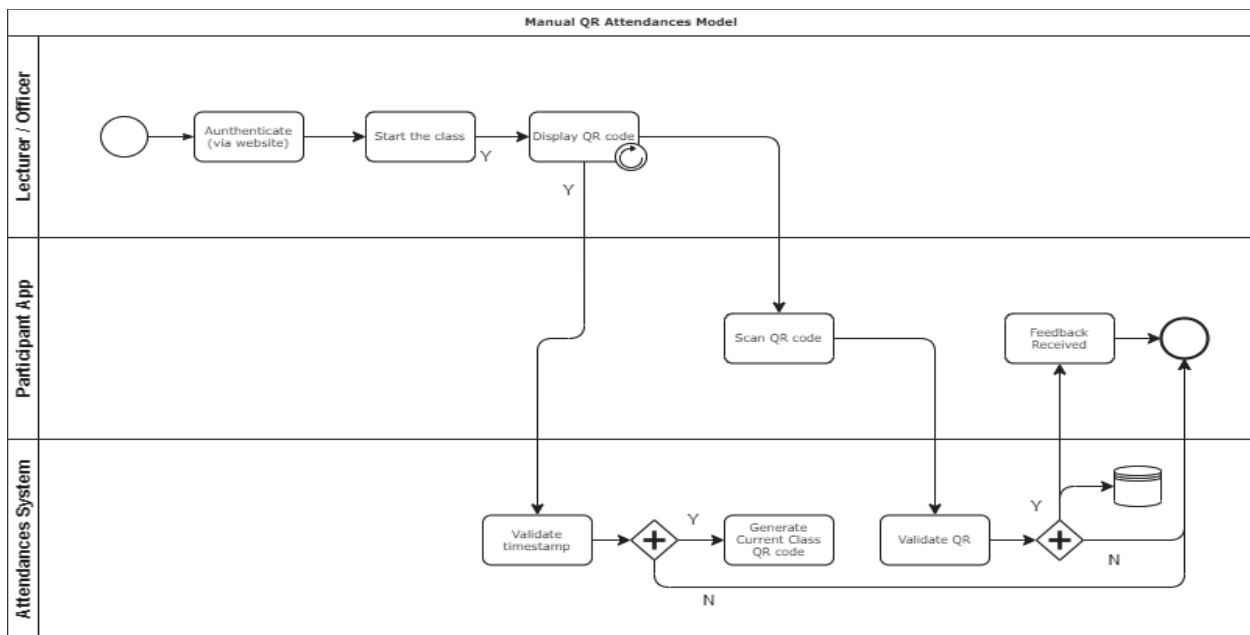 Manual QR Attendances Model
Lecturer / Officer
Aunthenticate
(via website)
Start the class
Y
Display QR code
Y
Participant App
Scan QR code
Feedback
Received
Attendances System
Validate
timestamp
Y
N
Generate
Current Class
QR code
Validate QR
Y
N